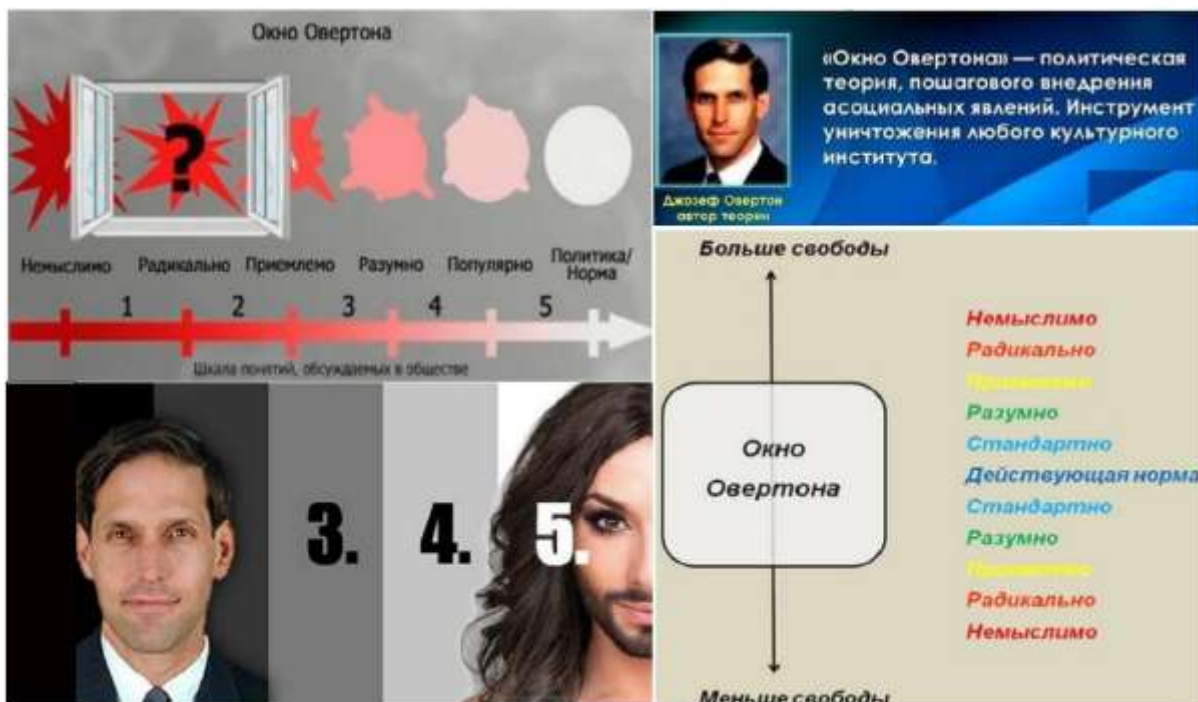 Окно Овертона
?
Немыслимо Радикально Приемлемо Разумно Популярно Политика/
Норма
1 2 3 4 5
Шкала понятий, обсуждаемых в обществе
«Окно Овертона» — политическая
теория, пошагового внедрения
асоциальных явлений. Инструмент
уничтожения любого культурного
института.
Джозеф Овертон
автор теории
3. 4. 5.
Больше свободы
Окно
Овертона
Меньше свободы
Немыслимо
Радикально
Приемлемо
Разумно
Стандартно
Действующая норма
Стандартно
Разумно
Приемлемо
Радикально
Немыслимо